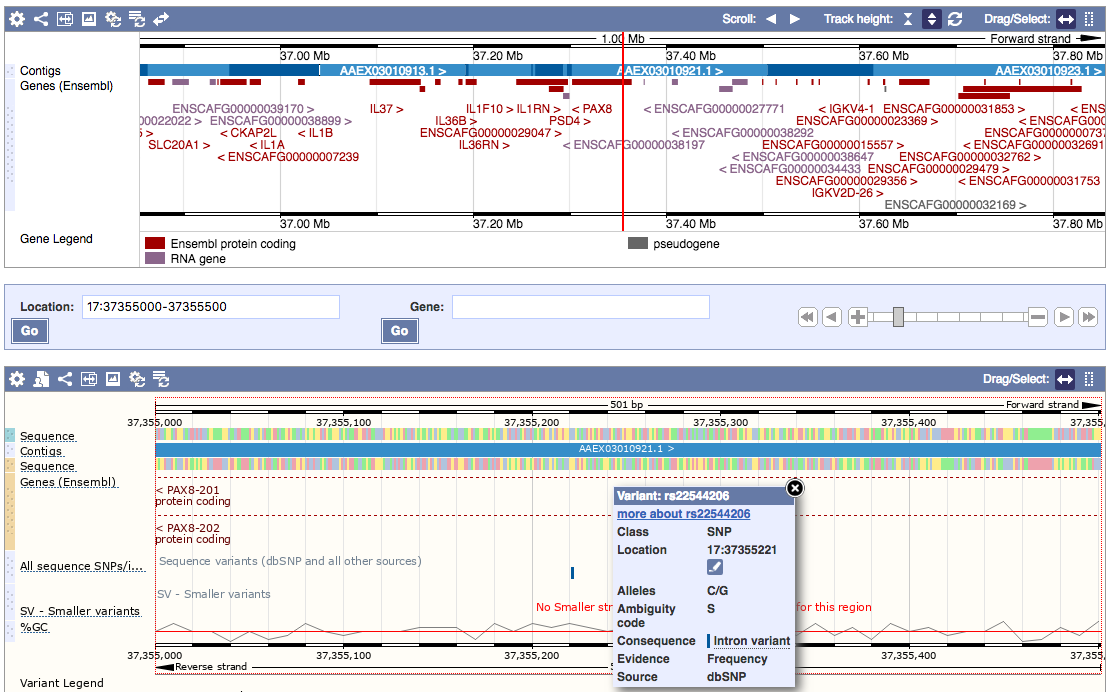 Scroll: Track height: Drag/Select:
1.00 Mb Forward strand
37.00 Mb 37.20 Mb 37.40 Mb 37.60 Mb 37.80 Mb
Contigs AAEX03010913.1 > AAEX03010921.1 > AAEX03010923.1 >
Genes (Ensembl)
ENSCAFG00000039170 > IL37 > IL1F10 > IL1RN > < PAX8 < ENSCAFG00000027771 < IGKV4-1 ENSCAFG00000031853 > < ENS
00022022 > < ENSCAFG00000038899 > IL36B > PSD4 > ENSCAFG00000023369 > < ENSCAFG000
5 > < CKAP2L < IL1B ENSCAFG00000029047 > < ENSCAFG00000038292 ENSCAFG000000737
SLC20A1 > < IL1A IL36RN > < ENSCAFG00000038197 ENSCAFG00000015557 > < ENSCAFG00000032691
< ENSCAFG00000007239 < ENSCAFG00000038647 ENSCAFG00000032762 >
< ENSCAFG00000034433 ENSCAFG00000029479 >
ENSCAFG00000029356 > < ENSCAFG00000031753
IGKV2D-26 >
ENSCAFG00000032169 >
37.00 Mb 37.20 Mb 37.40 Mb 37.60 Mb 37.80 Mb
Gene Legend Ensembl protein coding pseudogene
RNA gene
Location: 17:37355000-37355500 Gene:
Go Go
Drag/Select:
501 bp Forward strand
37,355,000 37,355,100 37,355,200 37,355,300 37,355,400 37,355,
Sequence
Contigs AAEX03010921.1 >
Sequence
Genes (Ensembl)
< PAX8-201
protein coding
< PAX8-202
protein coding
All sequence SNPs/i... Sequence variants (dbSNP and all other sources)
SV - Smaller variants
SV - Smaller variants No Smaller str for this region
%GC
37,355,000 37,355,100 37,355,200 37,355,400 37,355,
Reverse strand
Variant Legend
Variant: rs22544206
more about rs22544206
Class SNP
Location 17:37355221
Alleles C/G
Ambiguity code S
Consequence Intron variant
Evidence Frequency
Source dbSNP